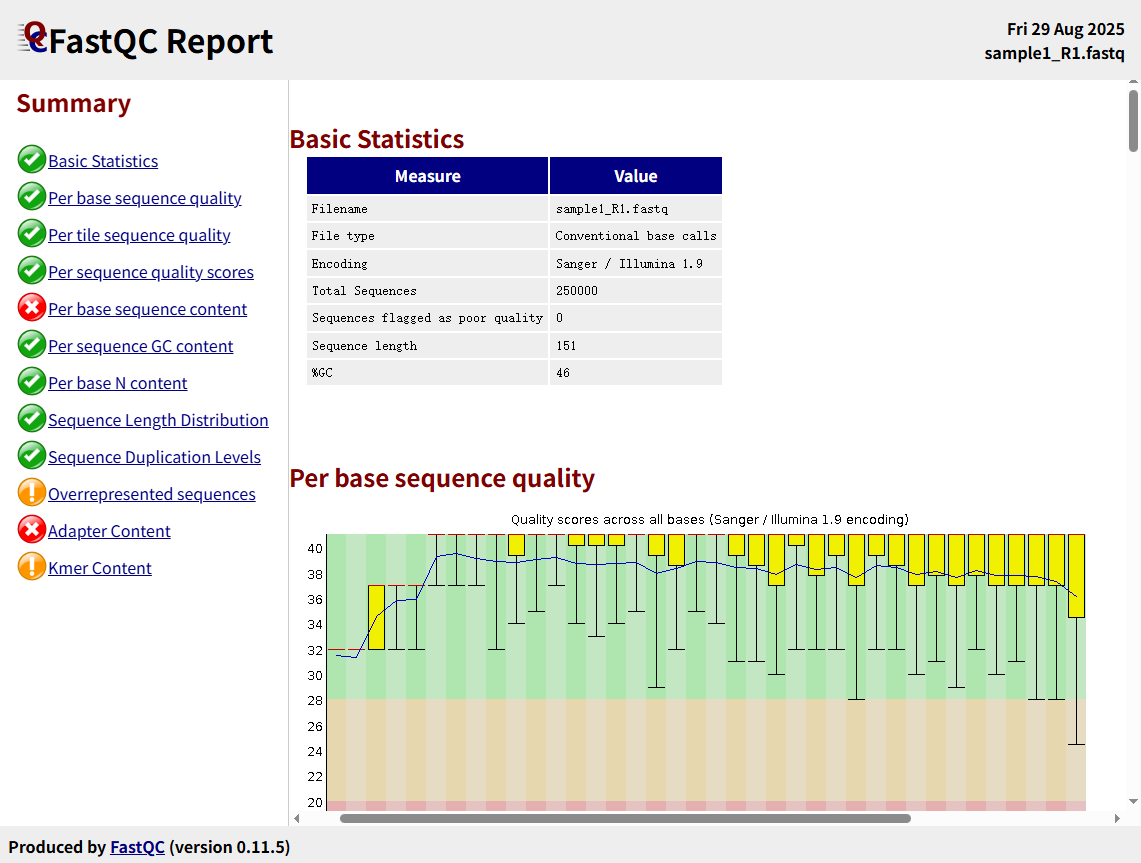 FastQC Report
Fri 29 Aug 2025
sample1_R1.fastq
Summary
Basic Statistics
Per base sequence quality
Per tile sequence quality
Per sequence quality scores
Per base sequence content
Per sequence GC content
Per base N content
Sequence Length Distribution
Sequence Duplication Levels
Overrepresented sequences
Adapter Content
Kmer Content
Basic Statistics
Measure Value
Filename sample1_R1.fastq
File type Conventional base calls
Encoding Sanger / Illumina 1.9
Total Sequences 250000
Sequences flagged as poor quality 0
Sequence length 151
%GC 46
Per base sequence quality
Quality scores across all bases (Sanger / Illumina 1.9 encoding)
40
38
36
34
32
30
28
26
24
22
20
Produced by FastQC (version 0.11.5)